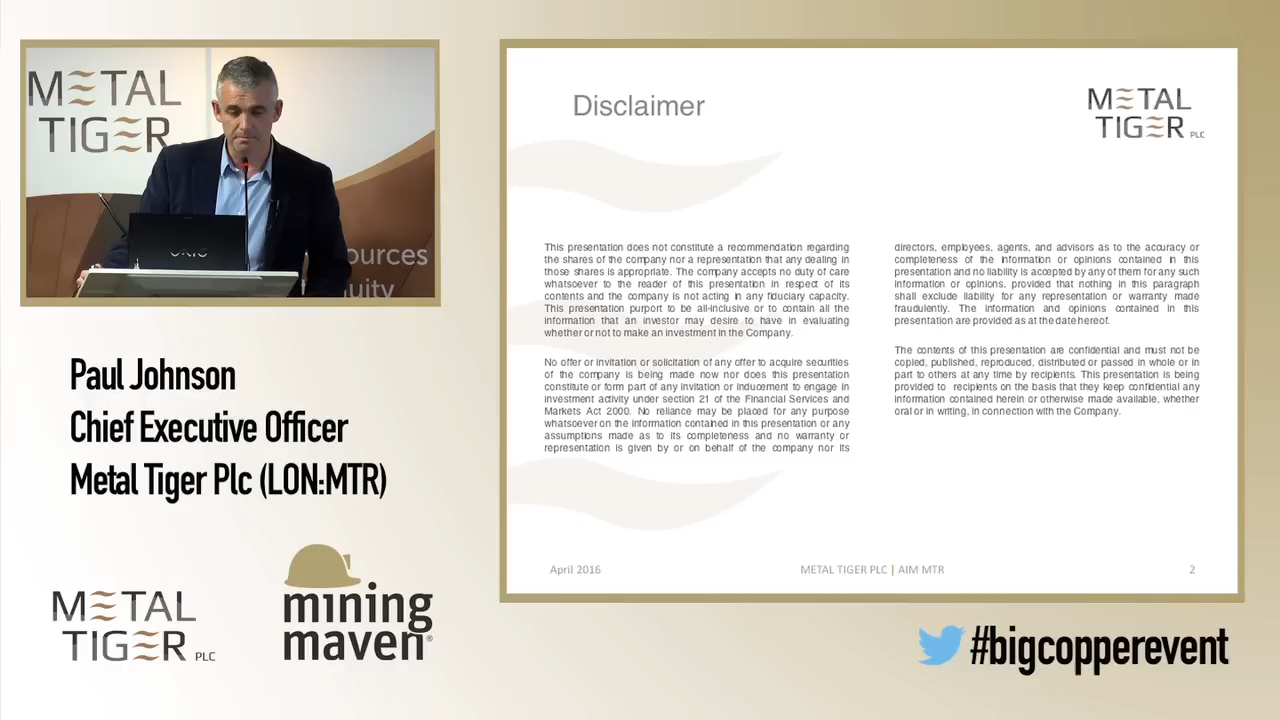 METAL
TIGER
ources
uity
Paul Johnson
Chief Executive Officer
Metal Tiger Plc (LON:MTR)
METAL
TIGER PLC
mining
maven®
Disclaimer
METAL
TIGER PLC
This presentation does not constitute a recommendation regarding
the shares of the company nor a representation that any dealing in
those shares is appropriate. The company accepts no duty of care
whatsoever to the reader of this presentation in respect of its
contents and the company is not acting in any fiduciary capacity.
This presentation purport to be all-inclusive or to contain all the
information that an investor may desire to have in evaluating
whether or not to make an investment in the Company.
No offer or invitation or solicitation of any offer to acquire securities
of the company is being made now nor does this presentation
constitute or form part of any invitation or inducement to engage in
investment activity under section 21 of the Financial Services and
Markets Act 2000. No reliance may be placed for any purpose
whatsoever on the information contained in this presentation or any
assumptions made as to its completeness and no warranty or
representation is given by or on behalf of the company nor its
directors, employees, agents, and advisors as to the accuracy or
completeness of the information or opinions contained in this
presentation and no liability is accepted by any of them for any such
information or opinions, provided that nothing in this paragraph
shall exclude liability for any representation or warranty made
fraudulently. The information and opinions contained in this
presentation are provided as at the date hereof.
The contents of this presentation are confidential and must not be
copied, published, reproduced, distributed or passed in whole or in
part to others at any time by recipients. This presentation is being
provided to recipients on the basis that they keep confidential any
information contained herein or otherwise made available, whether
oral or in writing, in connection with the Company.
April 2016
METAL TIGER PLC | AIM MTR
2
#bigcopperevent